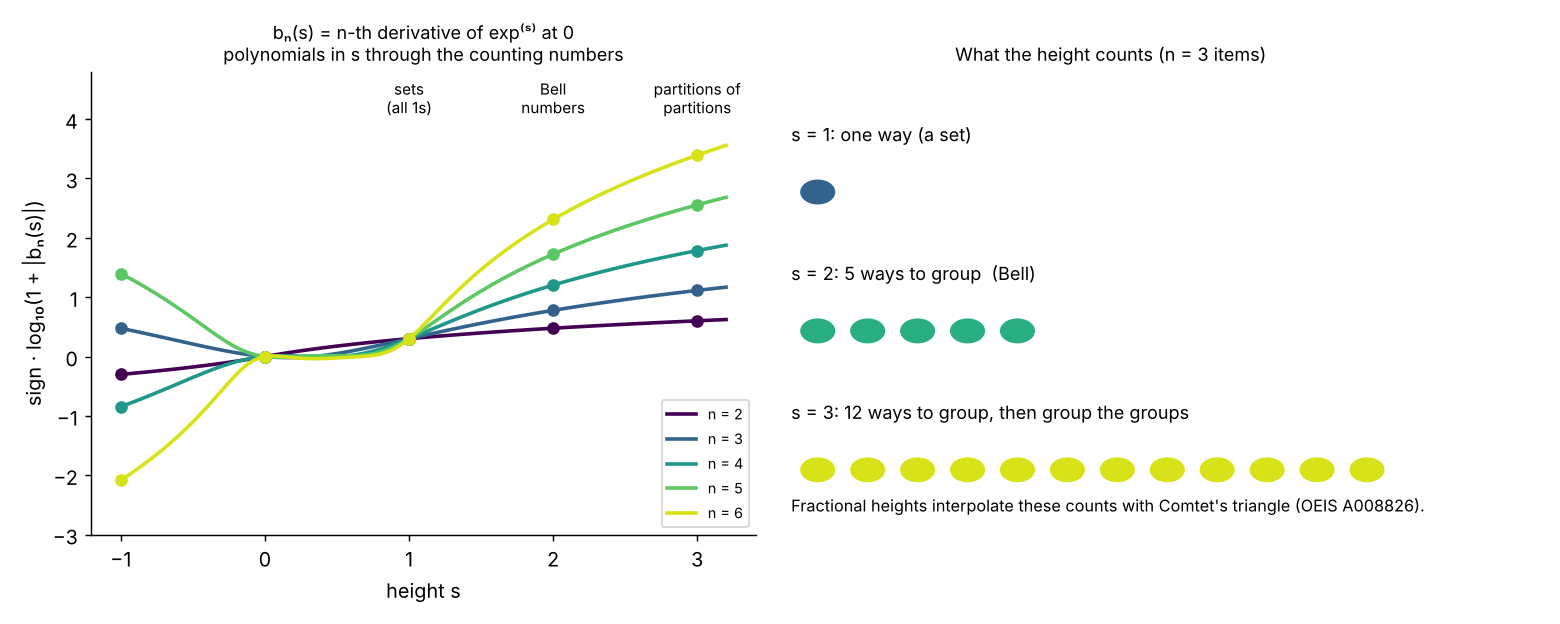 bₙ(s) = n-th derivative of exp⁽ˢ⁾ at 0
polynomials in s through the counting numbers
sets
(all 1s)
Bell
numbers
partitions of
partitions
4
3
2
1
0
−1
−2
−3
sign · log₁₀(1 + |bₙ(s)|)
−1
0
1
2
3
height s
n = 2
n = 3
n = 4
n = 5
n = 6
What the height counts (n = 3 items)
s = 1: one way (a set)
s = 2: 5 ways to group  (Bell)
s = 3: 12 ways to group, then group the groups
Fractional heights interpolate these counts with Comtet's triangle (OEIS A008826).